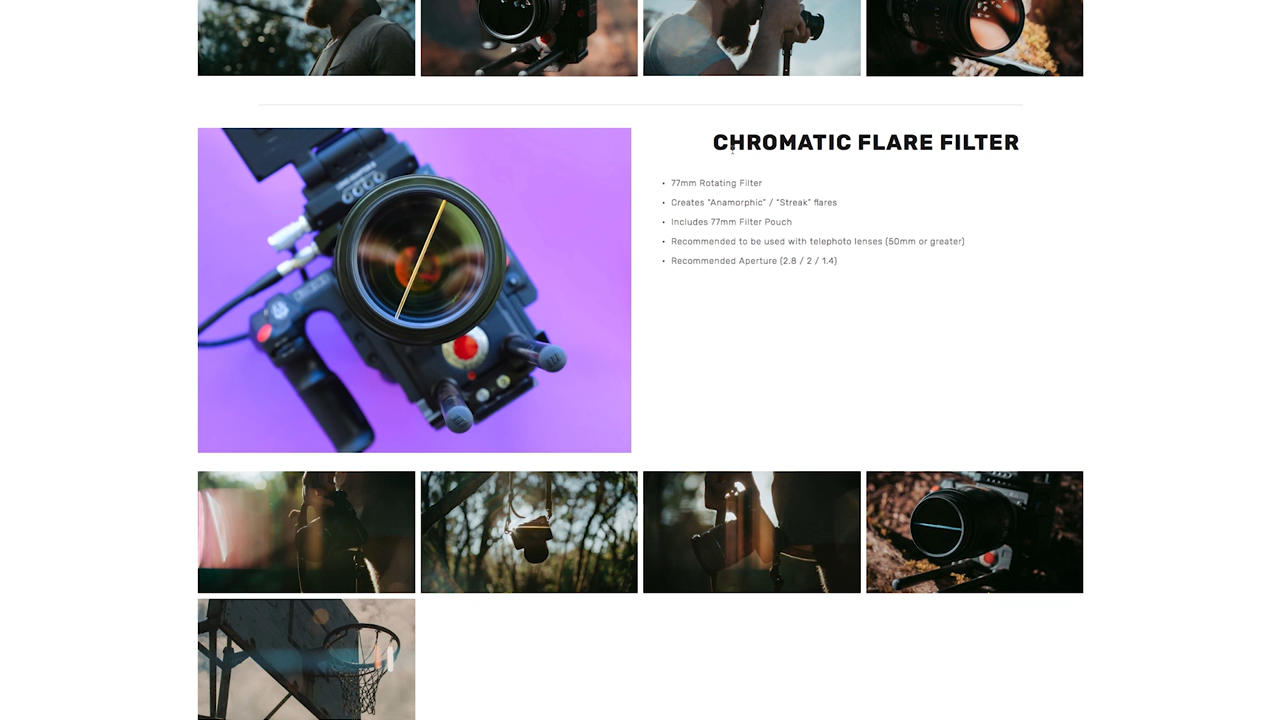 CHROMATIC FLARE FILTER
• 77mm Rotating Filter
• Creates "Anamorphic" / "Streak" flares
• Includes 77mm Filter Pouch
• Recommended to be used with telephoto lenses (50mm or greater)
• Recommended Aperture (2.8 / 2 / 1.4)